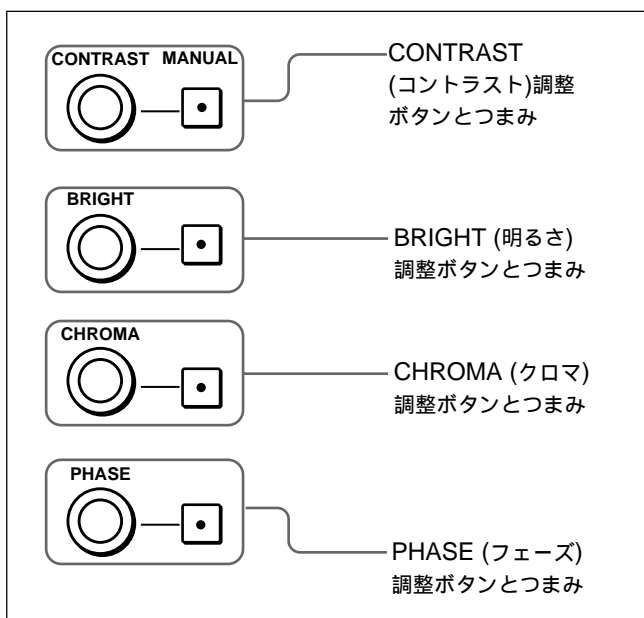 CONTRAST MANUAL
CONTRAST
(コントラスト)調整
ボタンとつまみ
BRIGHT
BRIGHT (明るさ)
調整ボタンとつまみ
CHROMA
CHROMA (クロマ)
調整ボタンとつまみ
PHASE
PHASE (フェーズ)
調整ボタンとつまみ